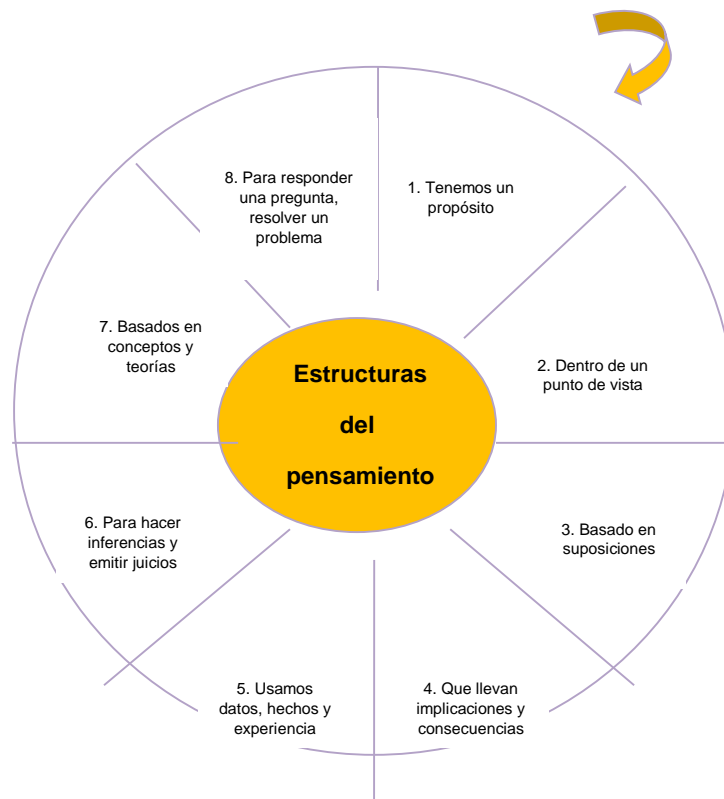 8. Para responder
una pregunta,
resolver un
problema
1. Tenemos un
propósito
7. Basados en
conceptos y
teorías
2. Dentro de un
punto de vista
Estructuras
del
pensamiento
6. Para hacer
inferencias y
emitir juicios
3. Basado en
suposiciones
5. Usamos
datos, hechos y
experiencia
4. Que llevan
implicaciones y
consecuencias